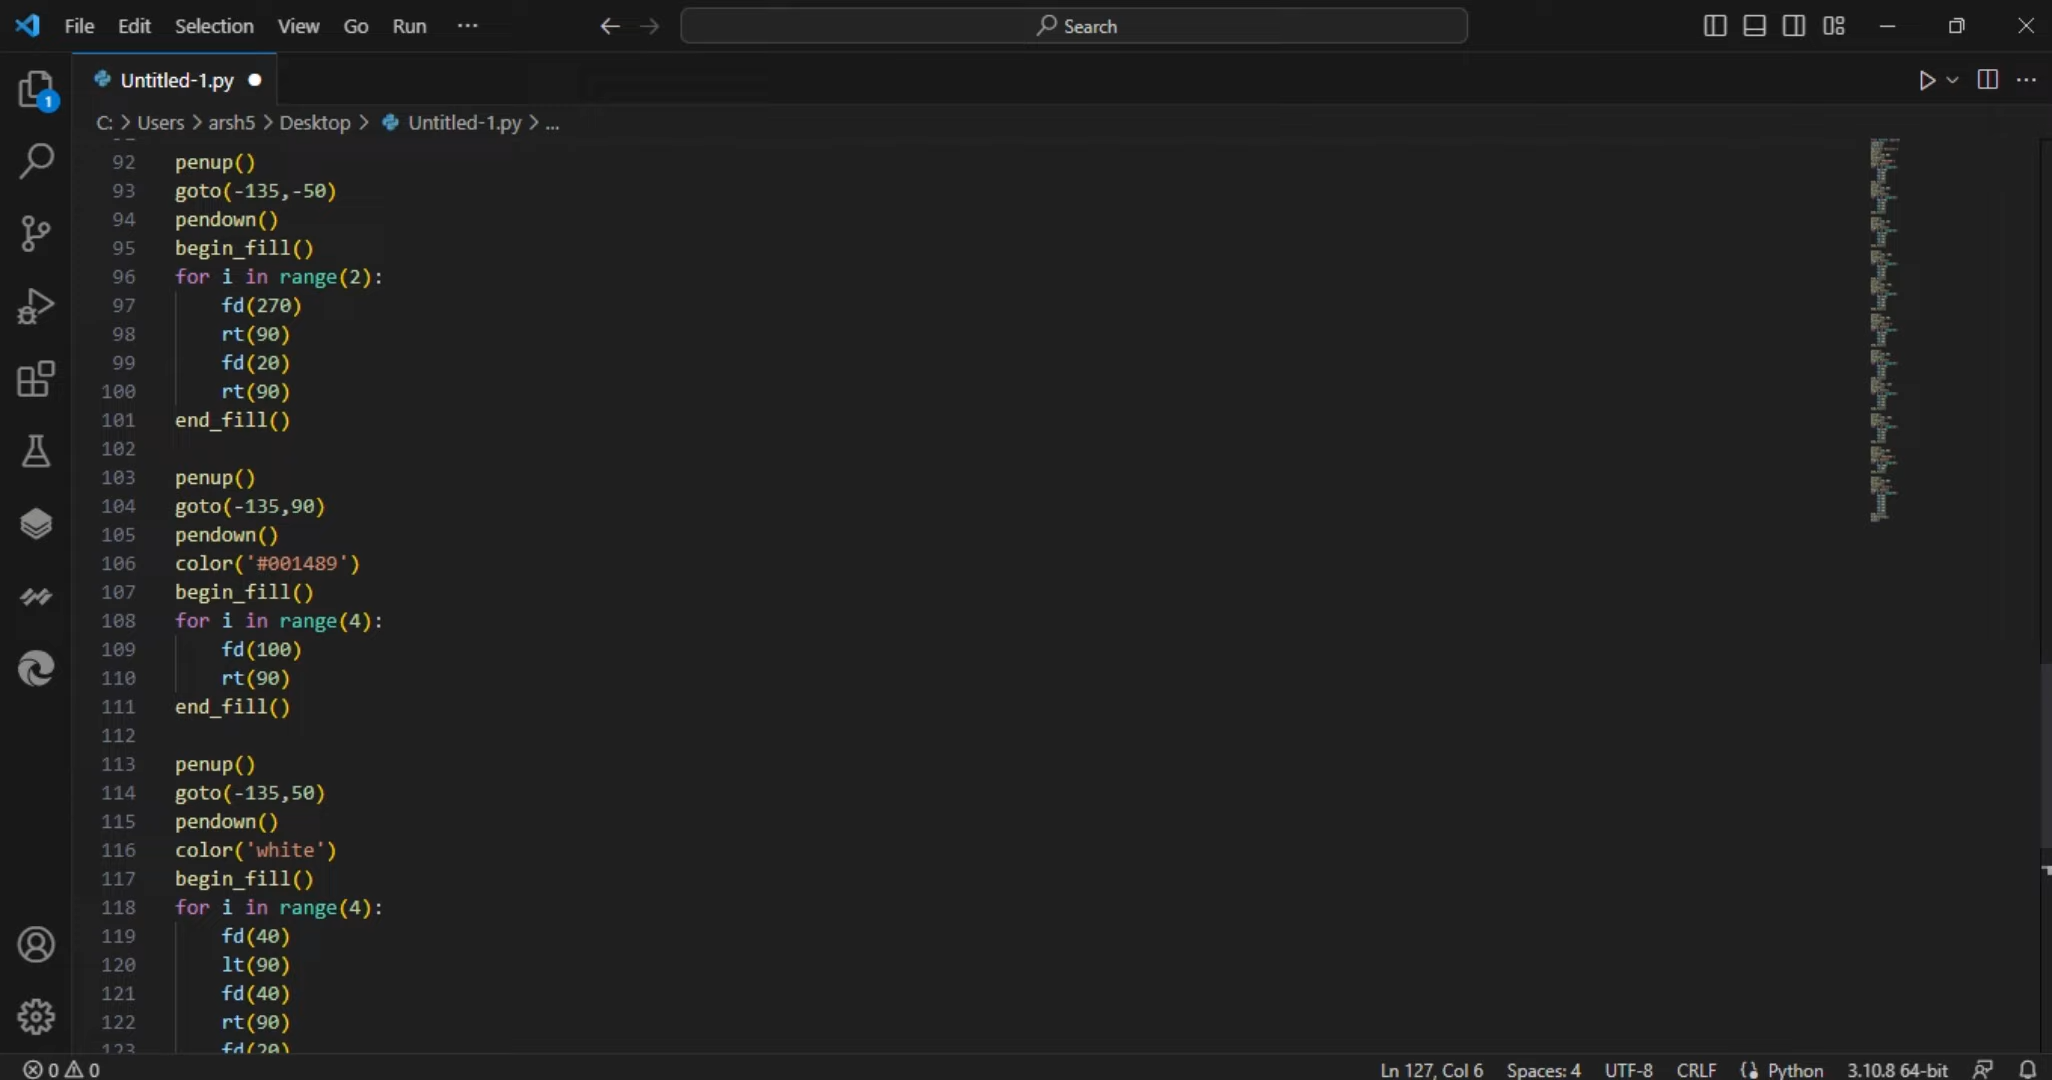 File Edit Selection View Go Run ... Search
Untitled-1.py
C: > Users > arsh5 > Desktop > Untitled-1.py > ...
92 penup()
93 goto(-135,-50)
94 pendown()
95 begin_fill()
96 for i in range(2):
97 fd(270)
98 rt(90)
99 fd(20)
100 rt(90)
101 end_fill()
102
103 penup()
104 goto(-135,90)
105 pendown()
106 color('#001489')
107 begin_fill()
108 for i in range(4):
109 fd(100)
110 rt(90)
111 end_fill()
112
113 penup()
114 goto(-135,50)
115 pendown()
116 color('white')
117 begin_fill()
118 for i in range(4):
119 fd(40)
120 lt(90)
121 fd(40)
122 rt(90)
123 fd(20)
1
0 0 Ln 127, Col 6 Spaces: 4 UTF-8 CRLF Python 3.10.8 64-bit